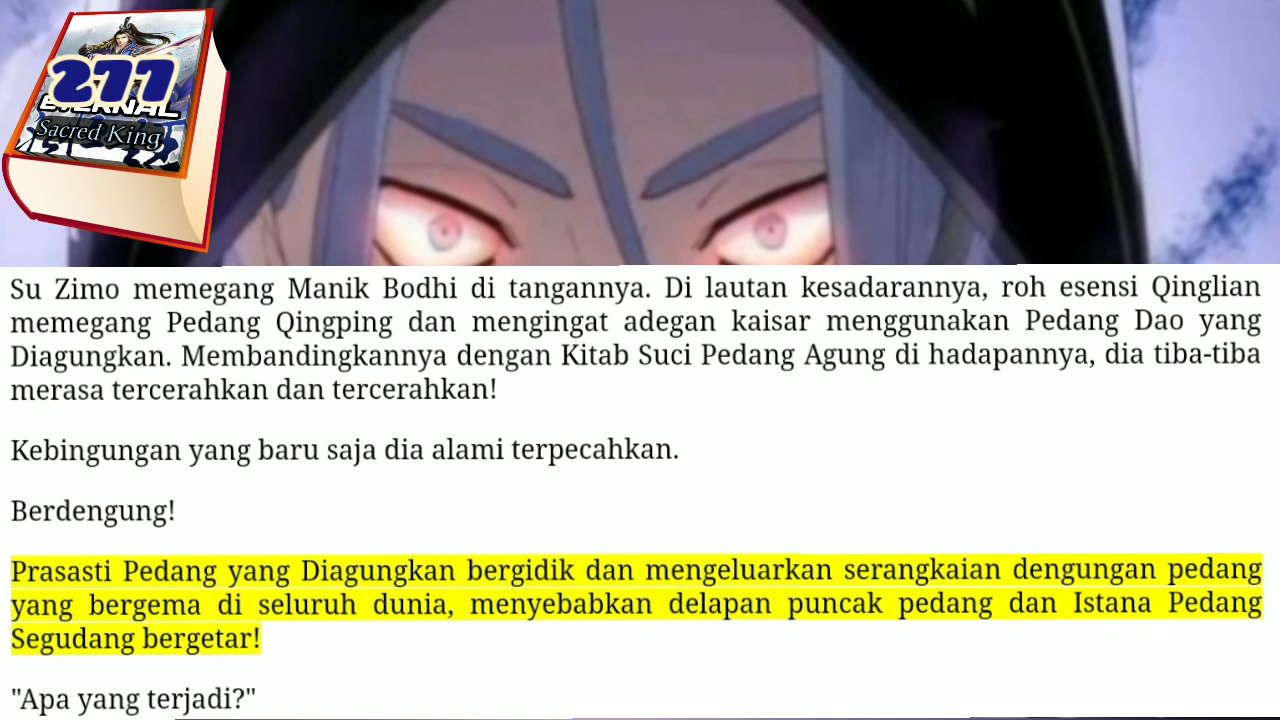 277
ETERNAL
Sacred King
Su Zimo memegang Manik Bodhi di tangannya. Di lautan kesadarannya, roh esensi Qinglian
memegang Pedang Qingping dan mengingat adegan kaisar menggunakan Pedang Dao yang
Diagungkan. Membandingkannya dengan Kitab Suci Pedang Agung di hadapannya, dia tiba-tiba
merasa tercerahkan dan tercerahkan!
Kebingungan yang baru saja dia alami terpecahkan.
Berdengung!
Prasasti Pedang yang Diagungkan bergidik dan mengeluarkan serangkaian dengungan pedang
yang bergema di seluruh dunia, menyebabkan delapan puncak pedang dan Istana Pedang
Segudang bergetar!
"Apa yang terjadi?"